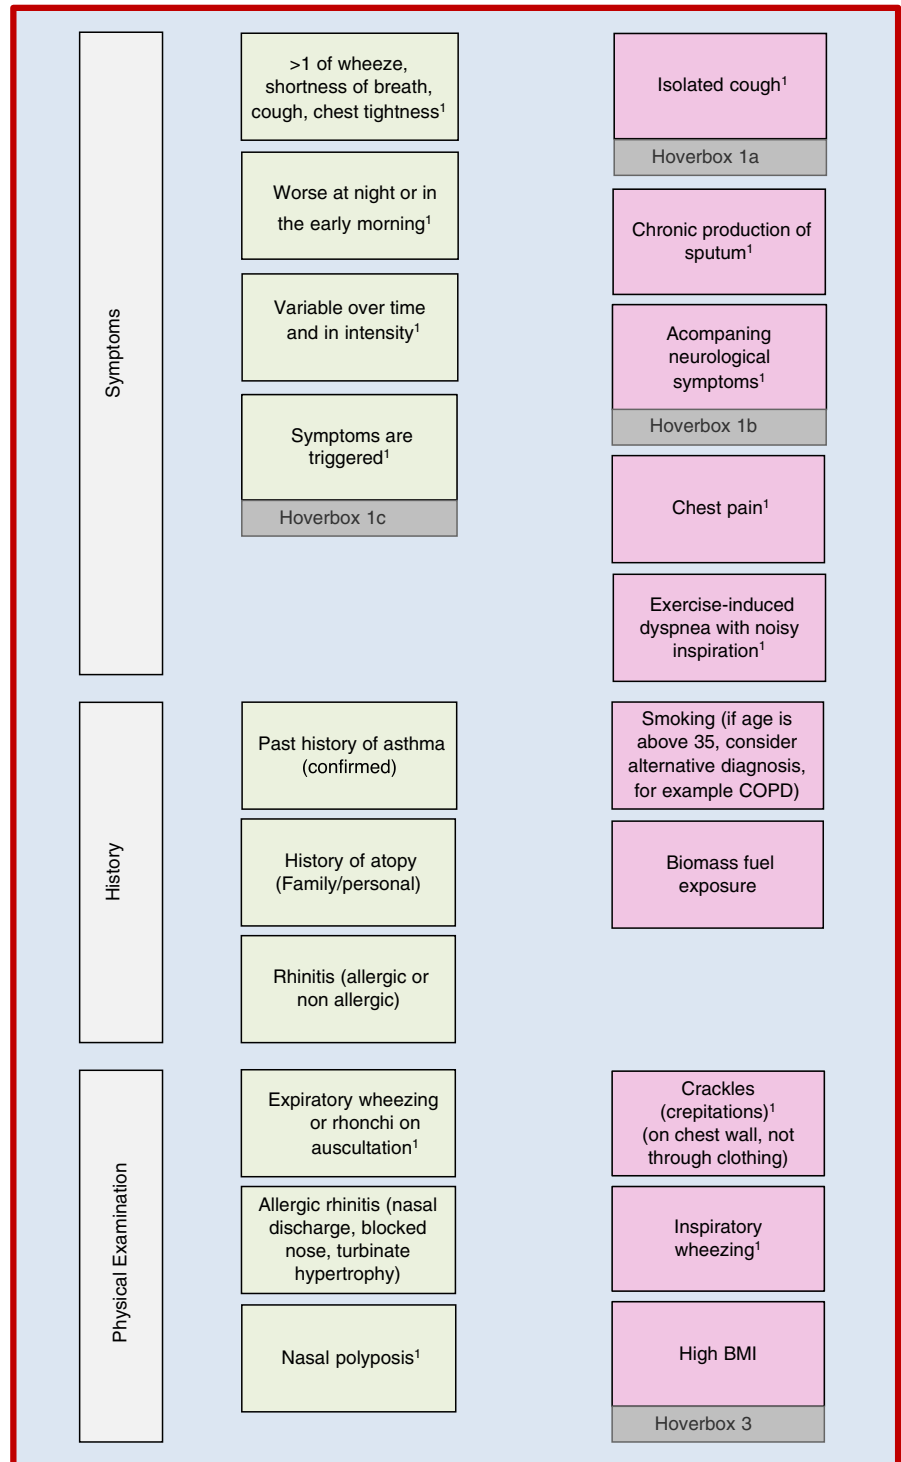 Symptoms
>1 of wheeze,
shortness of breath,
cough, chest tightness¹
Worse at night or in
the early morning¹
Variable over time
and in intensity¹
Symptoms are
triggered¹
Hoverbox 1c
Isolated cough¹
Hoverbox 1a
Chronic production of
sputum¹
Acompaning
neurological
symptoms¹
Hoverbox 1b
Chest pain¹
Exercise-induced
dyspnea with noisy
inspiration¹
History
Past history of asthma
(confirmed)
History of atopy
(Family/personal)
Rhinitis (allergic or
non allergic)
Smoking (if age is
above 35, consider
alternative diagnosis,
for example COPD)
Biomass fuel
exposure
Physical Examination
Expiratory wheezing
or rhonchi on
auscultation¹
Allergic rhinitis (nasal
discharge, blocked
nose, turbinate
hypertrophy)
Nasal polyposis¹
Crackles
(crepitations)¹
(on chest wall, not
through clothing)
Inspiratory
wheezing¹
High BMI
Hoverbox 3